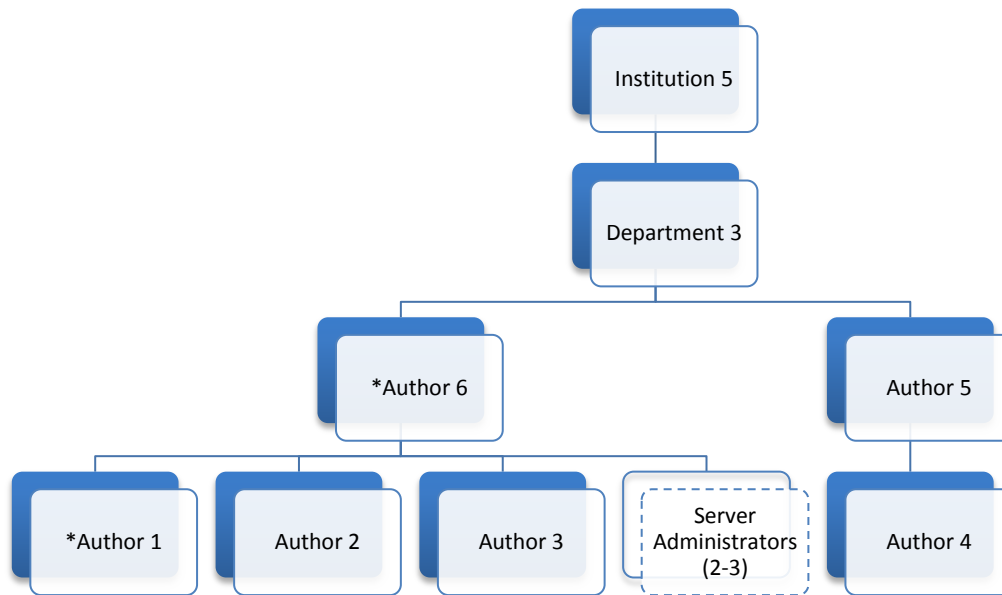 Institution 5
Department 3
*Author 6
Author 5
*Author 1
Author 2
Author 3
Server
Administrators
(2-3)
Author 4